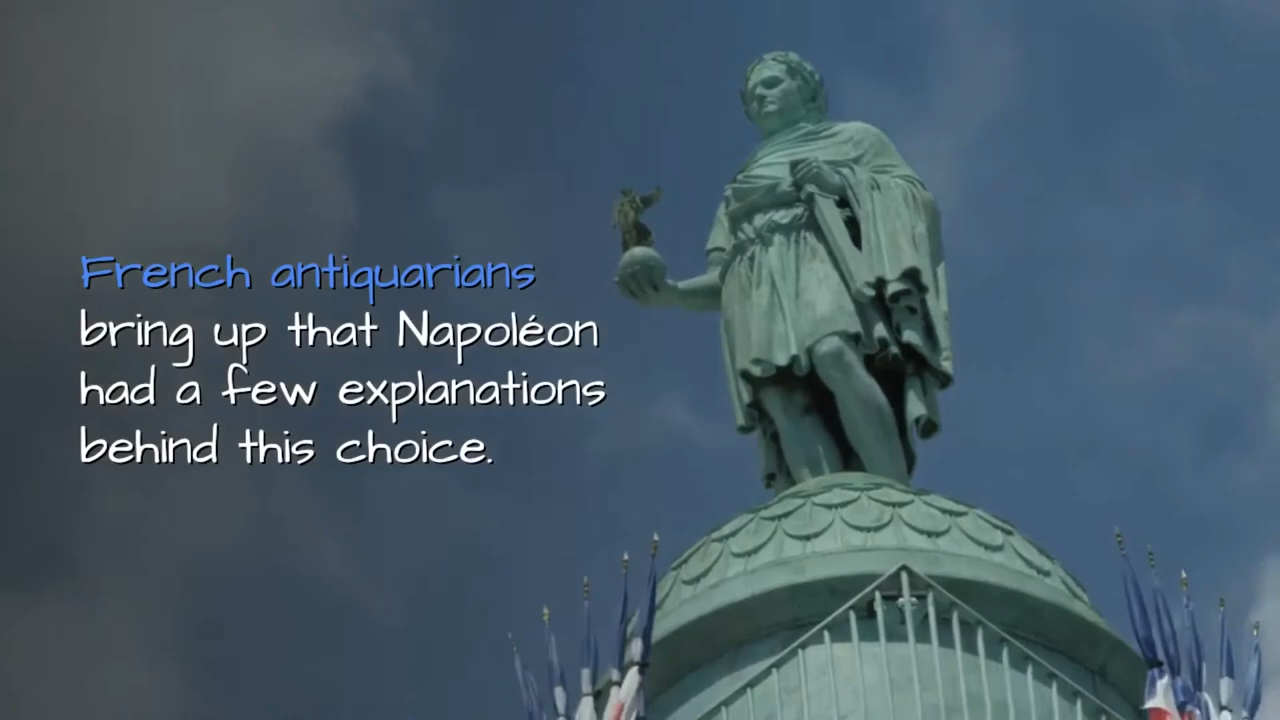 French antiquarians
bring up that Napoléon
had a few explanations
behind this choice.